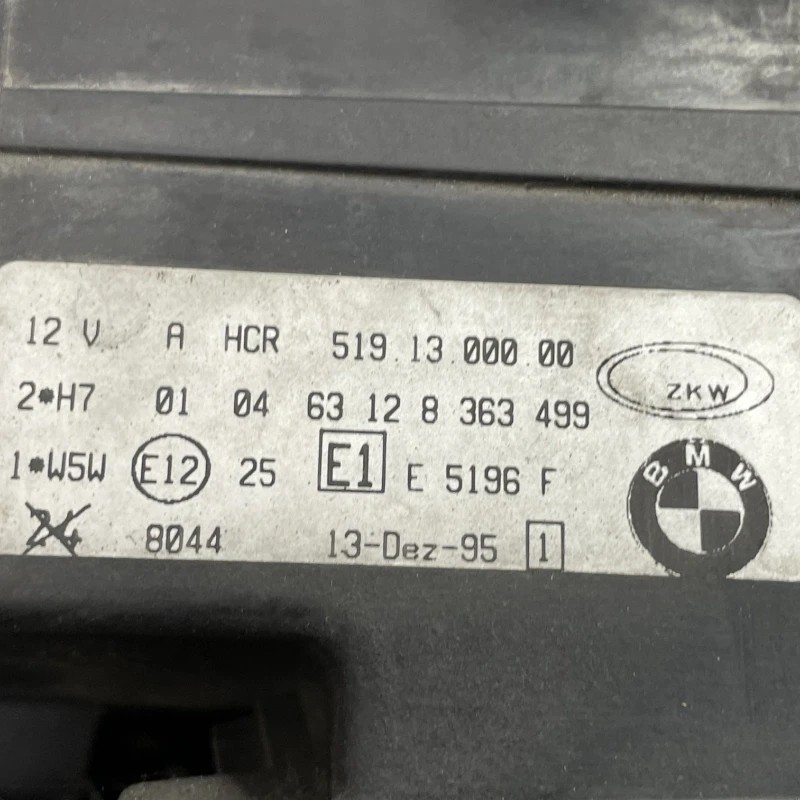 12 V A HCR 519.13.000.00
2*H7 01 04 63 12 8 363 499
1*W5W E12 25 E1 E 5196 F
24 8044 13-Dez-95 1
ZKW
BMW